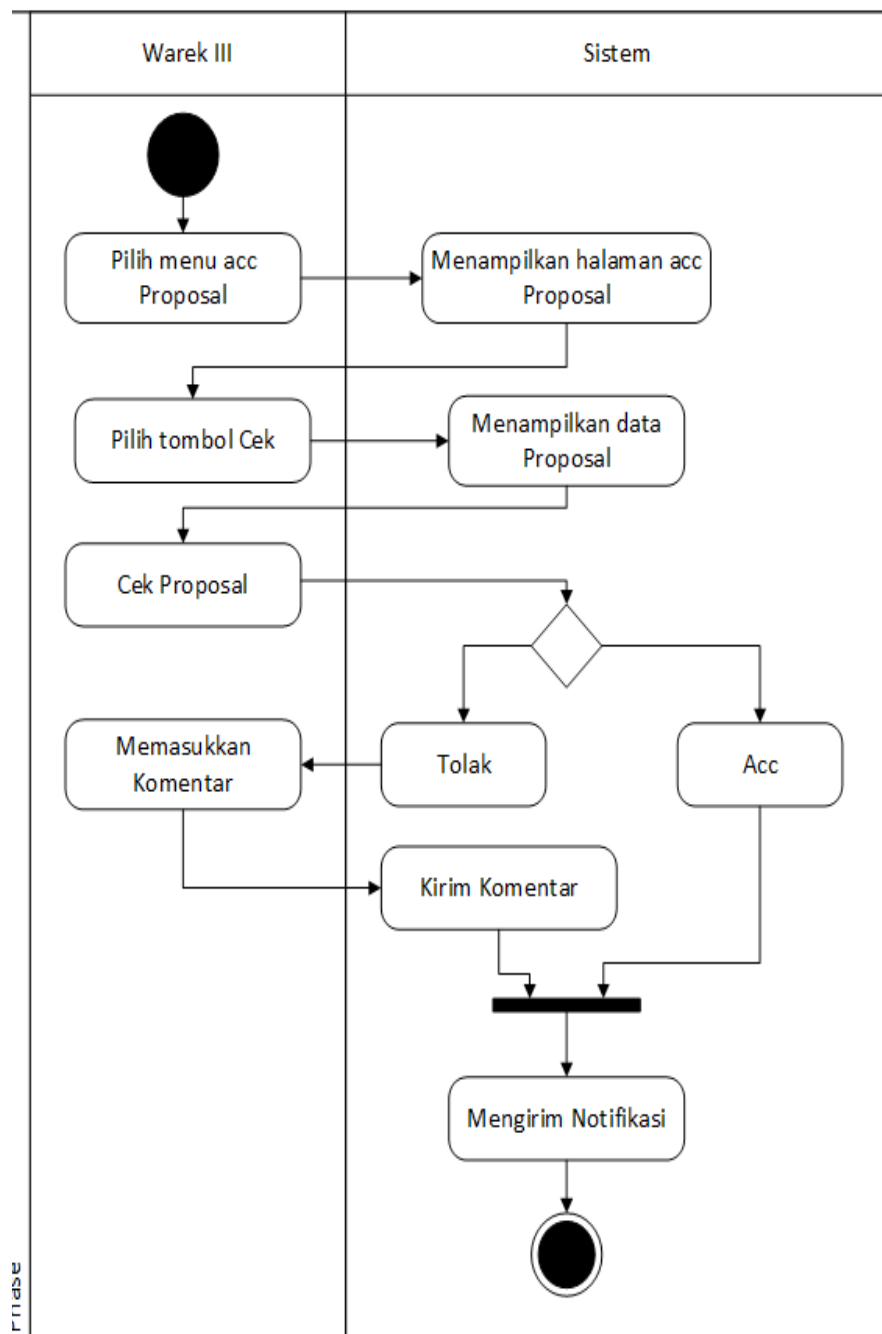 Warek III
Sistem
Pilih menu acc
Proposal
Menampilkan halaman acc
Proposal
Pilih tombol Cek
Menampilkan data
Proposal
Cek Proposal
Memasukkan
Komentar
Tolak
Acc
Kirim Komentar
Mengirim Notifikasi
Phase